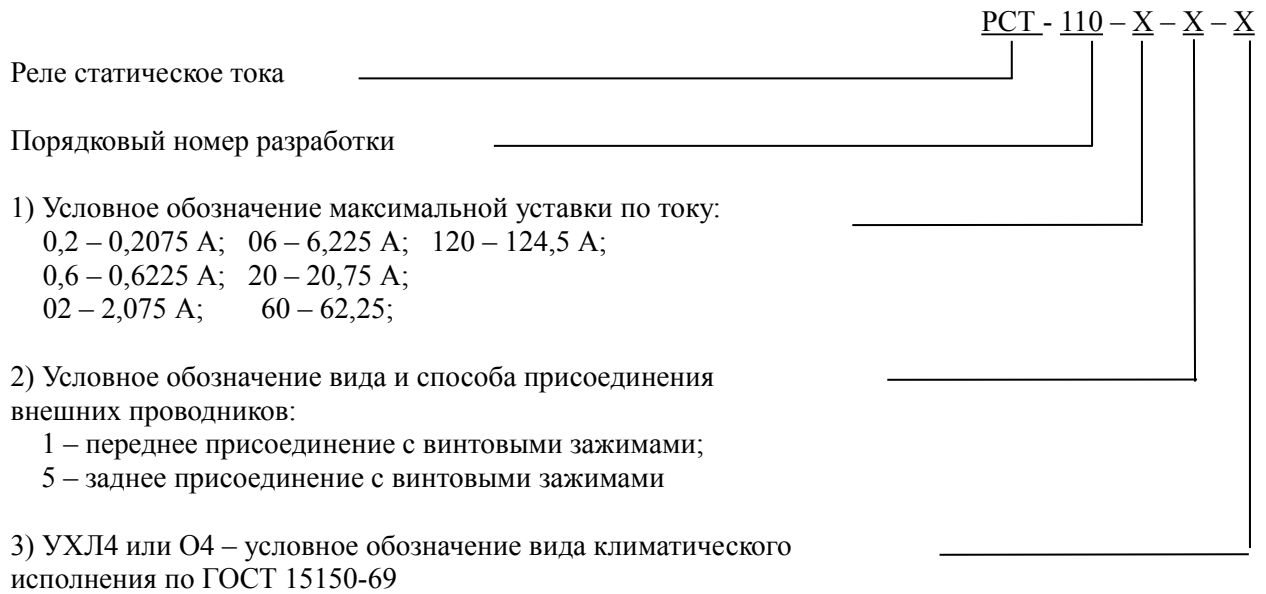 РСТ - 110 – Х – Х – Х
Реле статическое тока
Порядковый номер разработки
1) Условное обозначение максимальной уставки по току:
0,2 – 0,2075 А; 06 – 6,225 А; 120 – 124,5 А;
0,6 – 0,6225 А; 20 – 20,75 А;
02 – 2,075 А; 60 – 62,25;
2) Условное обозначение вида и способа присоединения
внешних проводников:
1 – переднее присоединение с винтовыми зажимами;
5 – заднее присоединение с винтовыми зажимами
3) УХЛ4 или О4 – условное обозначение вида климатического
исполнения по ГОСТ 15150-69